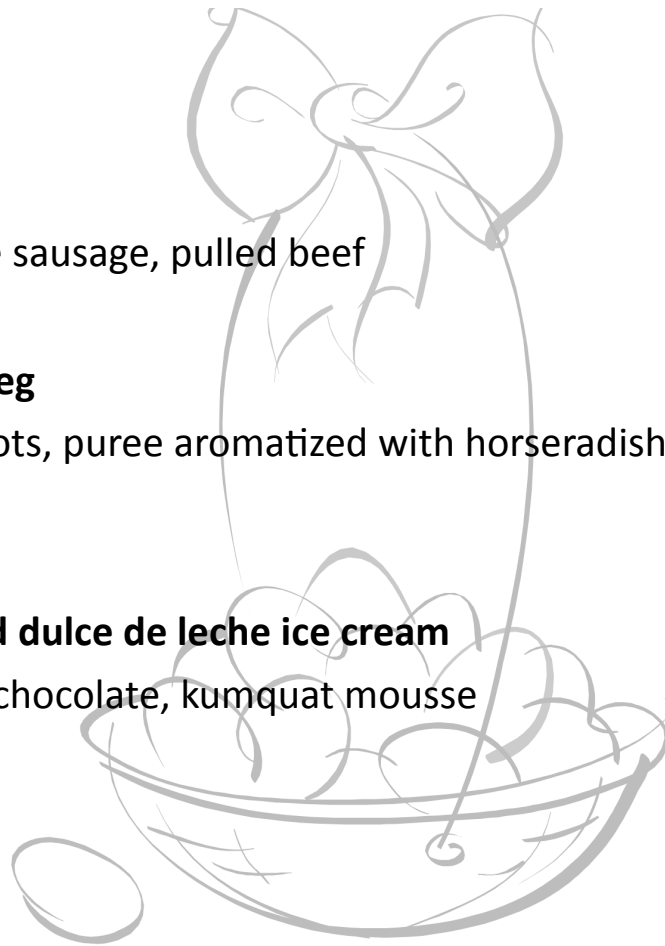 e sausage, pulled beef
eg
ots, puree aromatized with horseradish
d dulce de leche ice cream
chocolate, kumquat mousse